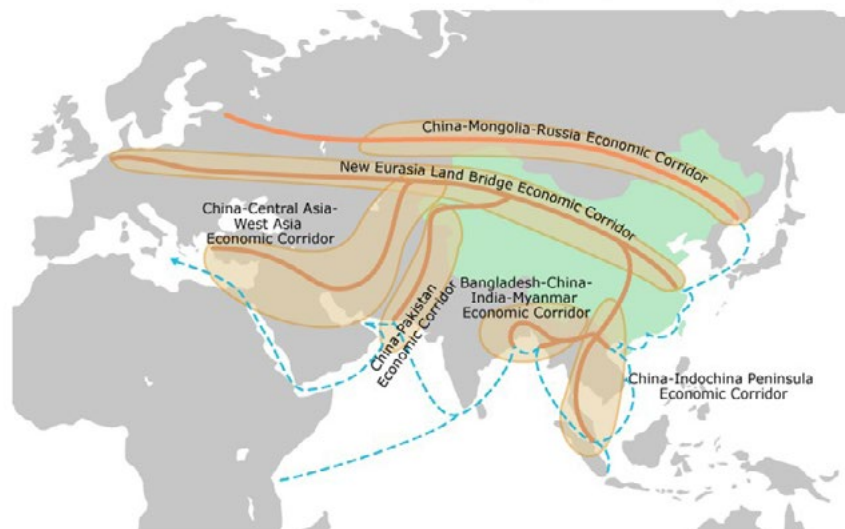 China-Mongolia-Russia Economic Corridor
New Eurasia Land Bridge Economic Corridor
China-Central Asia-
West Asia
Economic Corridor
China-Pakistan
Economic Corridor
Bangladesh-China-
India-Myanmar
Economic Corridor
China-Indochina Peninsula
Economic Corridor